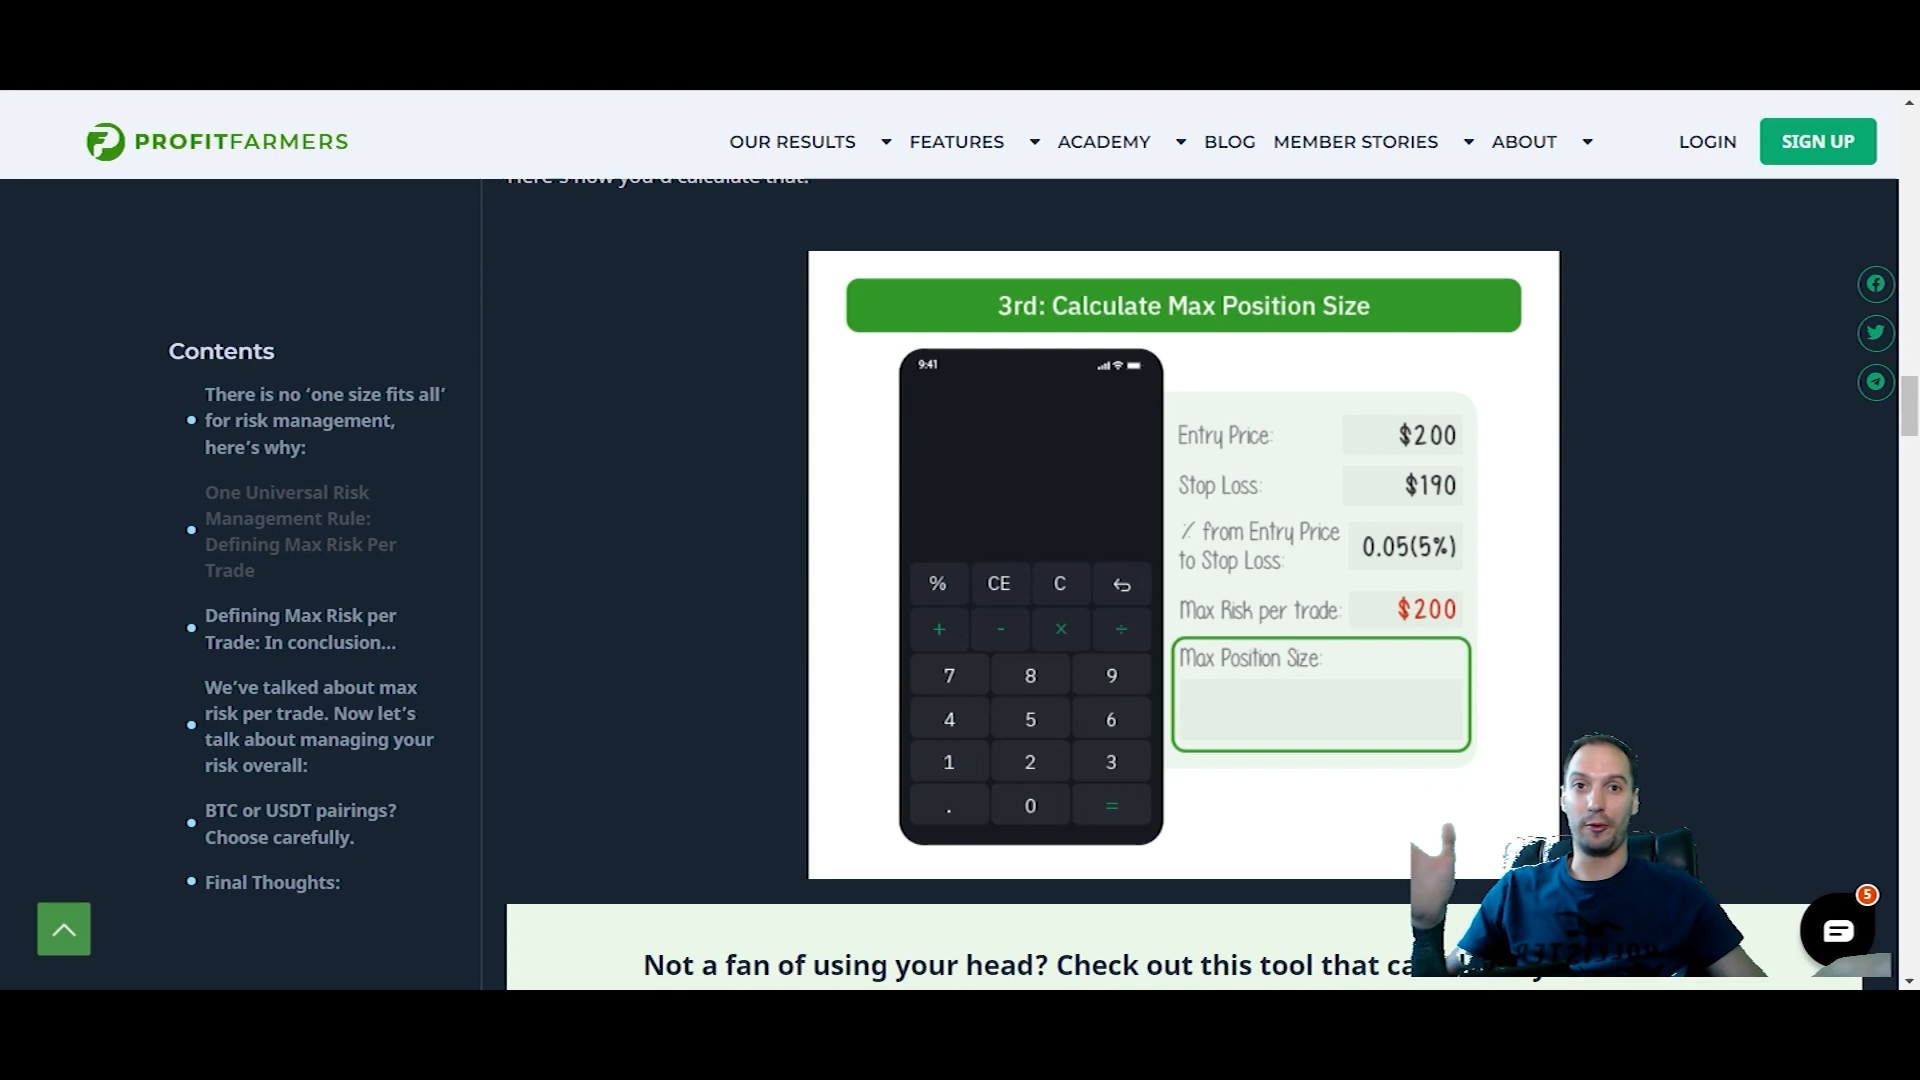 PROFITFARMERS
OUR RESULTS FEATURES ACADEMY BLOG MEMBER STORIES ABOUT LOGIN SIGN UP
Here's how you'd calculate that:
Contents
There is no ‘one size fits all’
for risk management,
here’s why:
One Universal Risk
Management Rule:
Defining Max Risk Per
Trade
Defining Max Risk per
Trade: In conclusion…
We’ve talked about max
risk per trade. Now let’s
talk about managing your
risk overall:
BTC or USDT pairings?
Choose carefully.
Final Thoughts:
3rd: Calculate Max Position Size
9:41
% CE C
+ - × ÷
7 8 9
4 5 6
1 2 3
. 0 =
Entry Price: $200
Stop Loss: $190
% from Entry Price
to Stop Loss: 0.05(5%)
Max Risk per trade: $200
Max Position Size:
5
Not a fan of using your head? Check out this tool that